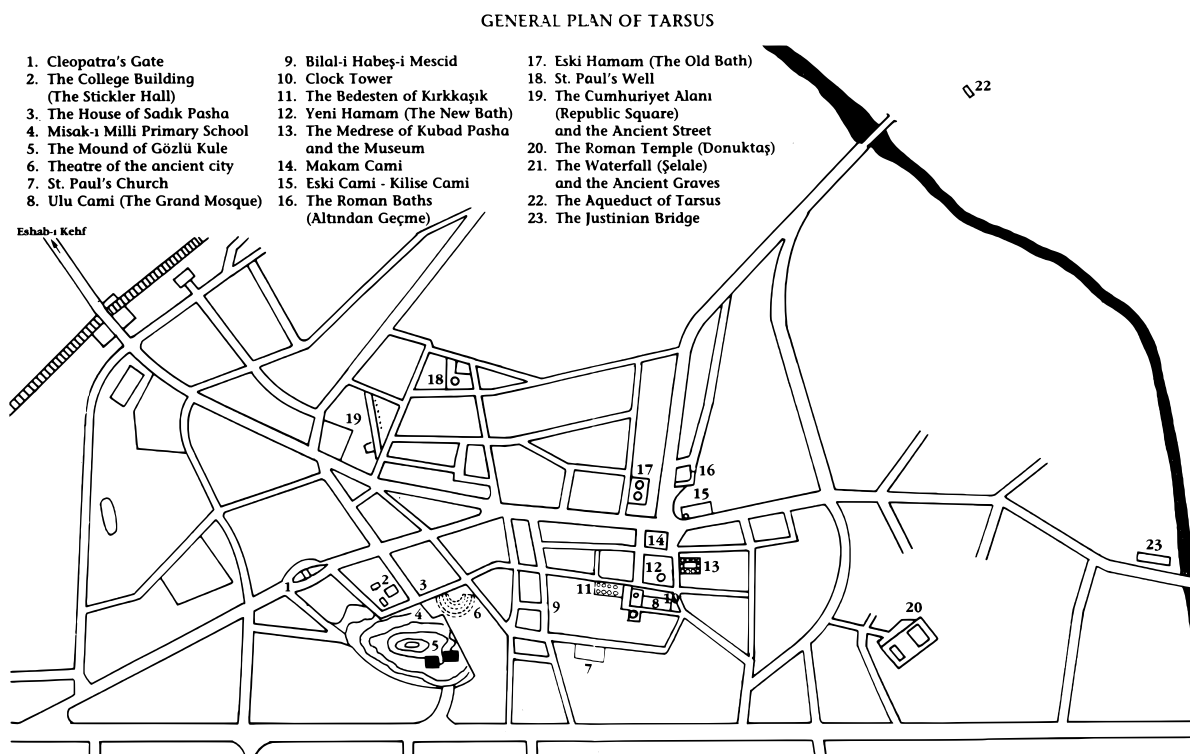 GENERAL PLAN OF TARSUS
1. Cleopatra's Gate
2. The College Building
(The Stickler Hall)
3. The House of Sadık Pasha
4. Misak-ı Milli Primary School
5. The Mound of Gözlü Kule
6. Theatre of the ancient city
7. St. Paul's Church
8. Ulu Cami (The Grand Mosque)
9. Bilal-i Habeş-i Mescid
10. Clock Tower
11. The Bedesten of Kırkkaşık
12. Yeni Hamam (The New Bath)
13. The Medrese of Kubad Pasha
and the Museum
14. Makam Cami
15. Eski Cami - Kilise Cami
16. The Roman Baths
(Altından Geçme)
17. Eski Hamam (The Old Bath)
18. St. Paul's Well
19. The Cumhuriyet Alanı
(Republic Square)
and the Ancient Street
20. The Roman Temple (Donuktaş)
21. The Waterfall (Şelale)
and the Ancient Graves
22. The Aqueduct of Tarsus
23. The Justinian Bridge
Eshab-ı Kehf
22
18
19
17
16
15
14
13
12
23
11
10
8
9
1
2
3
4
6
5
7
20